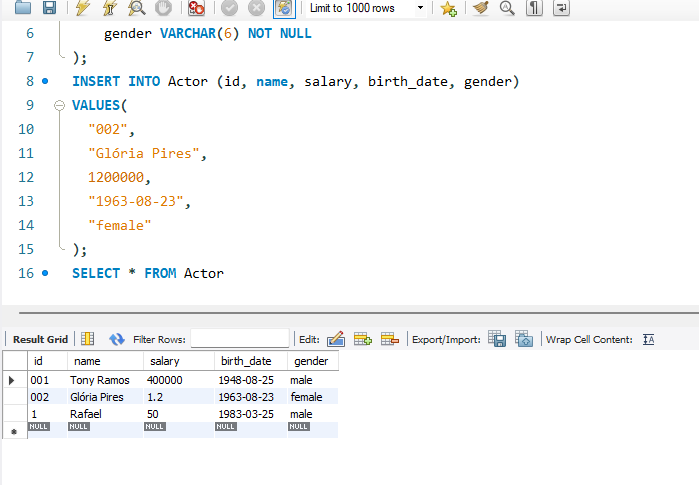 Limit to 1000 rows
6 gender VARCHAR(6) NOT NULL
7 );
8 INSERT INTO Actor (id, name, salary, birth_date, gender)
9 VALUES(
10 "002",
11 "Glória Pires",
12 1200000,
13 "1963-08-23",
14 "female"
15 );
16 SELECT * FROM Actor
Result Grid Filter Rows: Edit: Export/Import: Wrap Cell Content: IA
id name salary birth_date gender
001 Tony Ramos 400000 1948-08-25 male
002 Glória Pires 1.2 1963-08-23 female
1 Rafael 50 1983-03-25 male
NULL NULL NULL NULL NULL